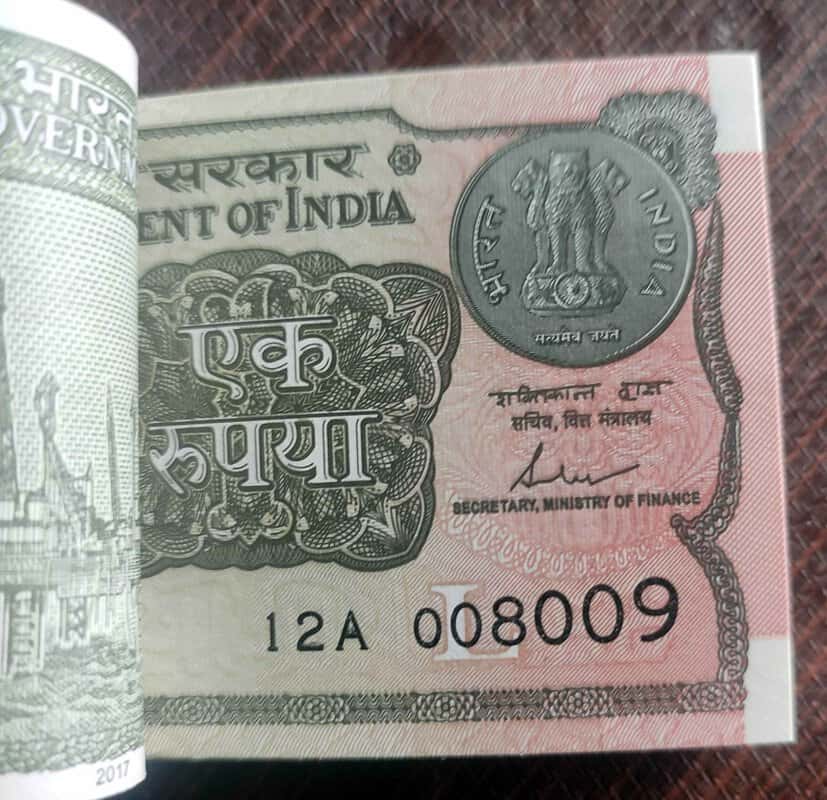 भारत
OVERNM
सरकार
ENT OF INDIA
भारत
INDIA
सत्यमेव जयते
एक
रुपया
शक्तिकान्त दास
सचिव, वित्त मंत्रालय
SECRETARY, MINISTRY OF FINANCE
L
12A 008009
2017